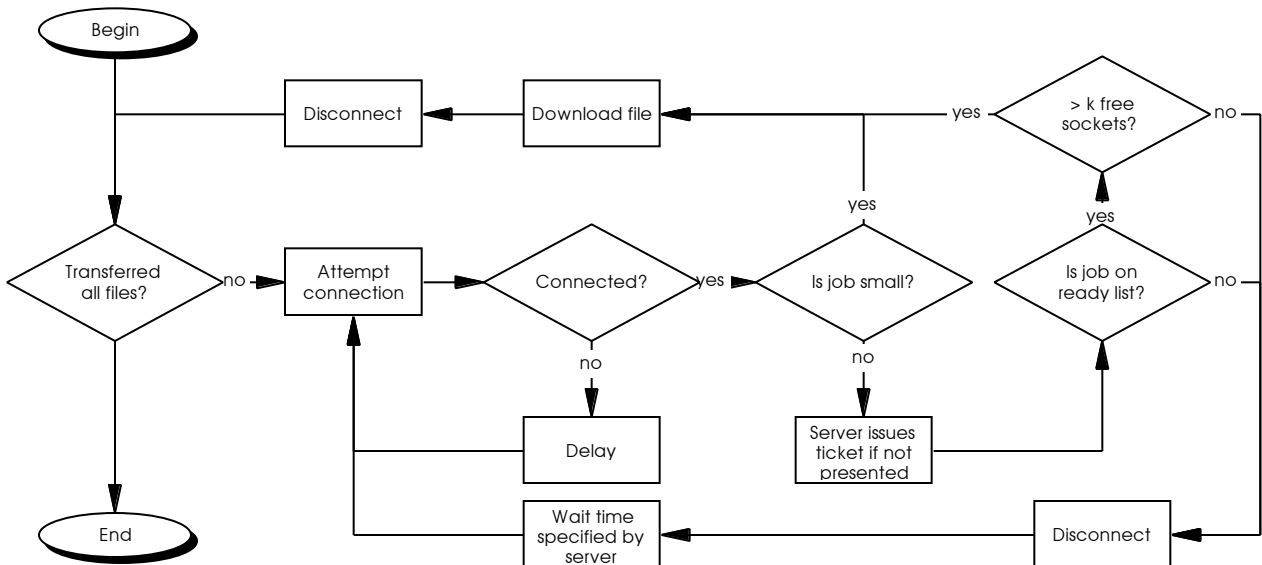 Begin
Disconnect
Download file
yes
> k free
sockets?
no
yes
yes
Transferred
all files?
no
Attempt
connection
Connected?
yes
Is job small?
Is job on
ready list?
no
no
no
Delay
Server issues
ticket if not
presented
End
Wait time
specified by
server
Disconnect